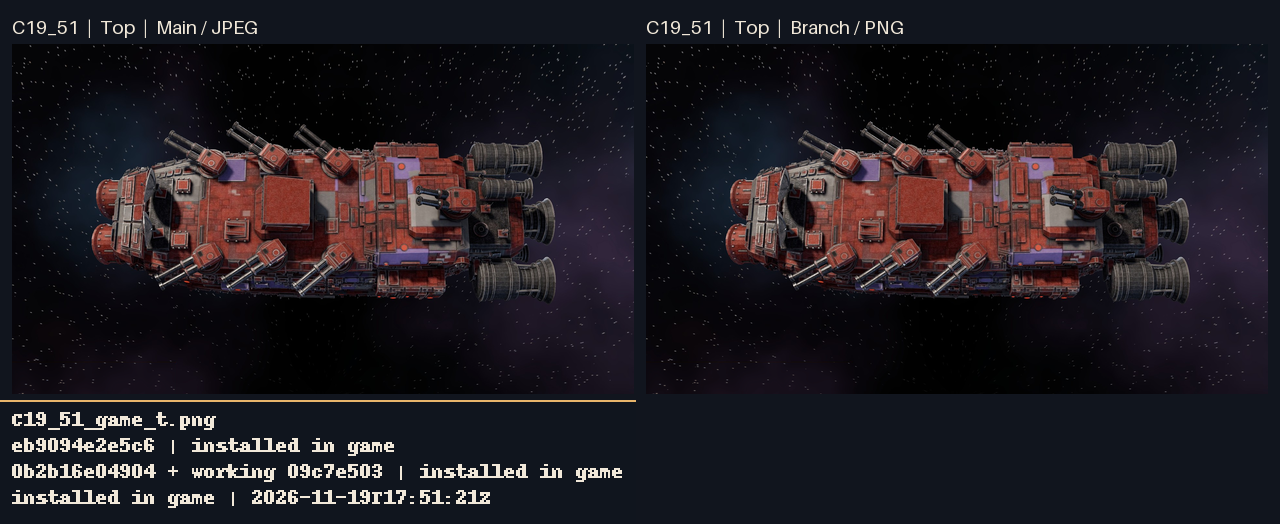 C19_51 | Top | Main / JPEG
C19_51 | Top | Branch / PNG
C19_51_game_t.png
eb9094e2e5c6 | installed in game
0b2b16e04904 + working 09c7e503 | installed in game
installed in game | 2026-11-19T17:51:21Z